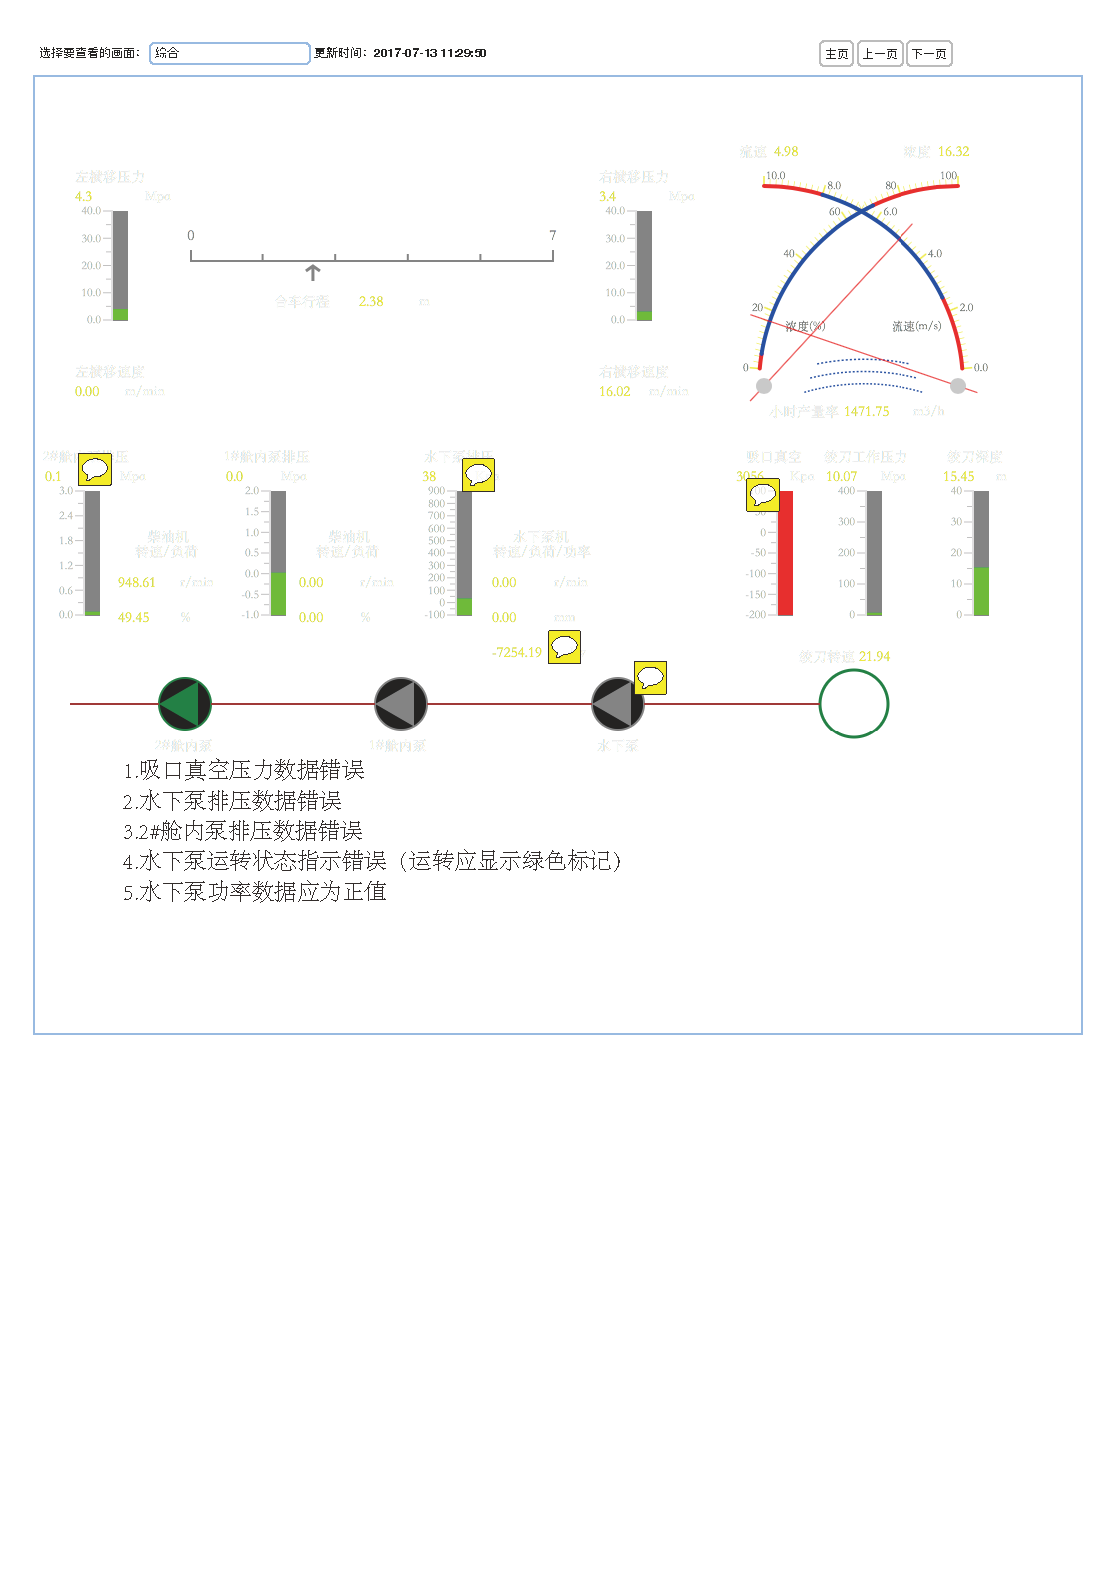 选择要查看的画面： 综合 更新时间：2017-07-13 11:29:50 主页 上一页 下一页
流速 4.98 浓度 16.32
左横移压力 右横移压力
4.3 Mpa 3.4 Mpa
10.0 8.0 80 100
40.0 40.0
60 6.0
30.0 0 7 30.0
20.0 20.0 40 4.0
10.0 台车行程 2.38 m 10.0
20 2.0
0.0 0.0
浓度(%) 流速(m/s)
0 0.0
左横移速度 右横移速度
0.00 m/min 16.02 m/min
小时产量率 1471.75 m3/h
2#舱 压 1#舱内泵排压 水下泵排压 吸口真空 绞刀工作压力 绞刀深度
0.1 Mpa 0.0 Mpa 38 3056 Kpa 10.07 Mpa 15.45 m
3.0 2.0 900 400 40
2.4 1.5 800 50
700 300 30
1.8 柴油机 1.0 柴油机 600 水下泵机 0
500
转速/负荷 0.5 转速/负荷 400 转速/负荷/功率 -50 200 20
1.2 300
0.0 200 -100
0.6 948.61 r/min 0.00 r/min 100 0.00 r/min 100 10
-0.5 0 -150
0.0 49.45 % -1.0 0.00 % -100 0.00 -200 0 0
-7254.19 绞刀转速 21.94
2#舱内泵 1#舱内泵 水下泵
1.吸口真空压力数据错误
2.水下泵排压数据错误
3.2#舱内泵排压数据错误
4.水下泵运转状态指示错误（运转应显示绿色标记）
5.水下泵功率数据应为正值